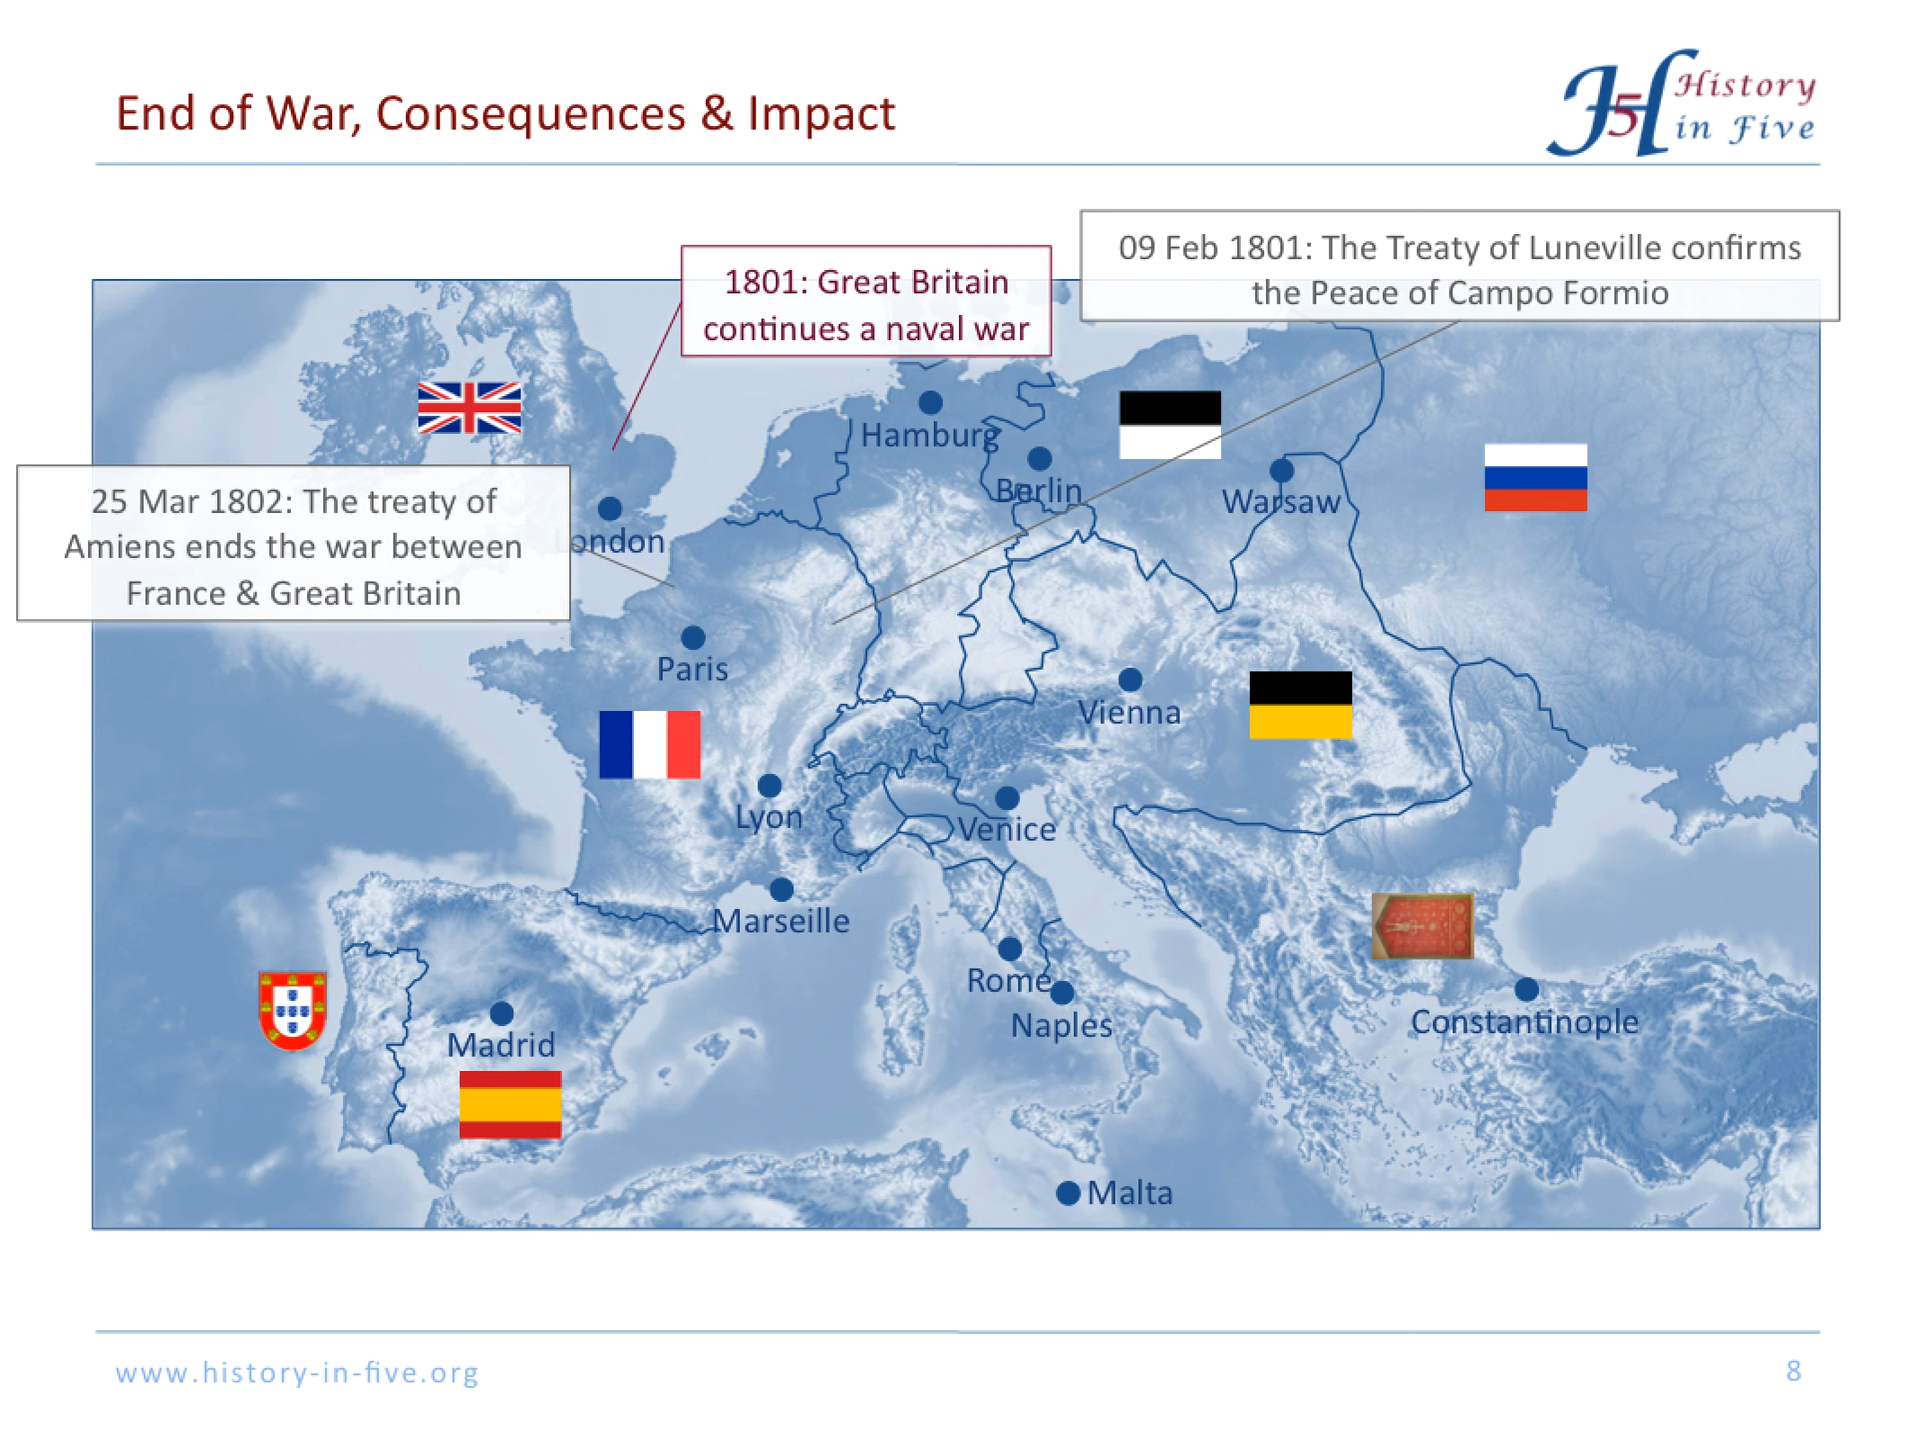 End of War, Consequences & Impact
History
in Five
09 Feb 1801: The Treaty of Luneville confirms
the Peace of Campo Formio
1801: Great Britain
continues a naval war
25 Mar 1802: The treaty of
Amiens ends the war between
France & Great Britain
Hamburg
Berlin
Warsaw
London
Paris
Vienna
Lyon
Venice
Marseille
Rome
Naples
Madrid
Constantinople
Malta
www.history-in-five.org
8